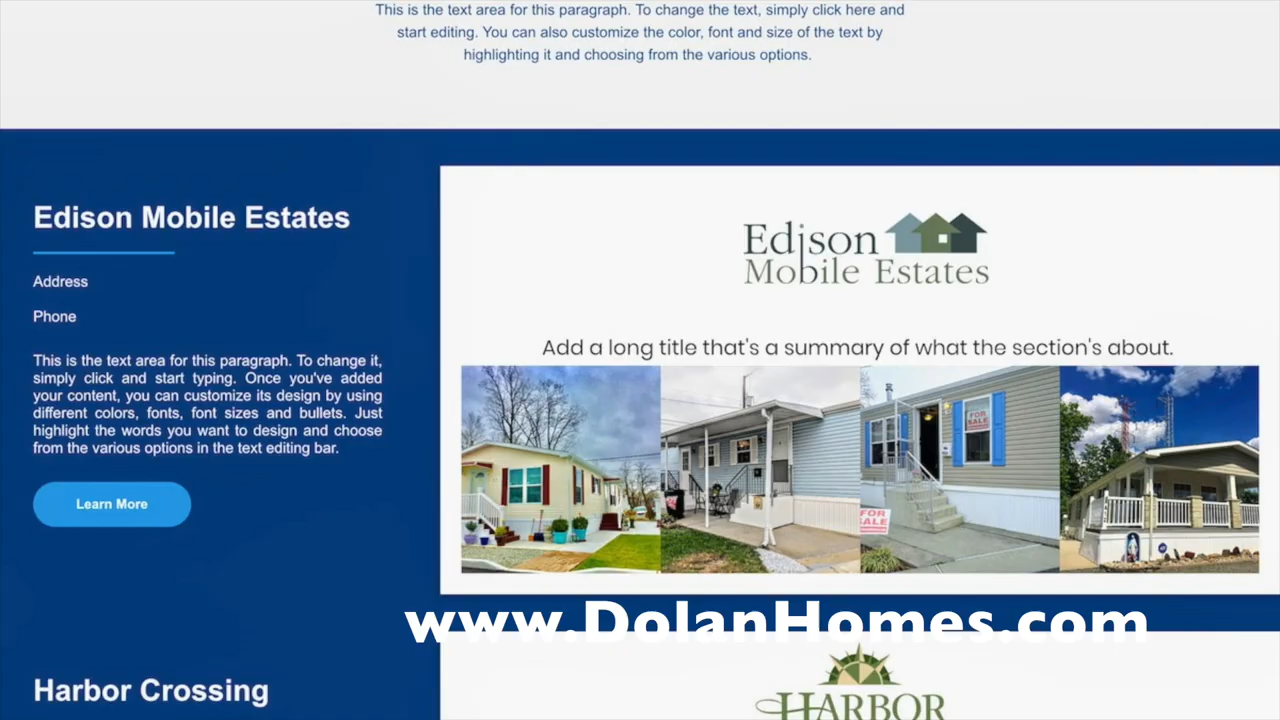 This is the text area for this paragraph. To change the text, simply click here and
start editing. You can also customize the color, font and size of the text by
highlighting it and choosing from the various options.
Edison Mobile Estates
Address
Phone
This is the text area for this paragraph. To change it,
simply click and start typing. Once you've added
your content, you can customize its design by using
different colors, fonts, font sizes and bullets. Just
highlight the words you want to design and choose
from the various options in the text editing bar.
Learn More
Edison
Mobile Estates
Add a long title that's a summary of what the section's about.
FOR
SALE
FOR
SALE
www.DolanHomes.com
Harbor Crossing
HARBOR